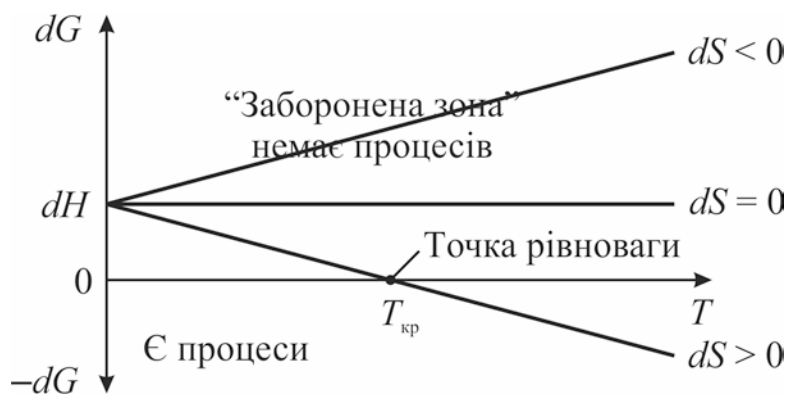 dG
dS < 0
“Заборонена зона”
немає процесів
dH
dS = 0
Точка рівноваги
0
Tкр
T
Є процеси
dS > 0
–dG